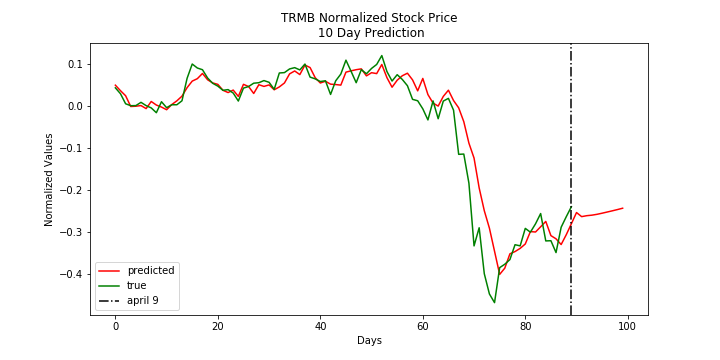 TRMB Normalized Stock Price
10 Day Prediction
Normalized Values
0.1
0.0
−0.1
−0.2
−0.3
−0.4
predicted
true
april 9
0 20 40 60 80 100
Days